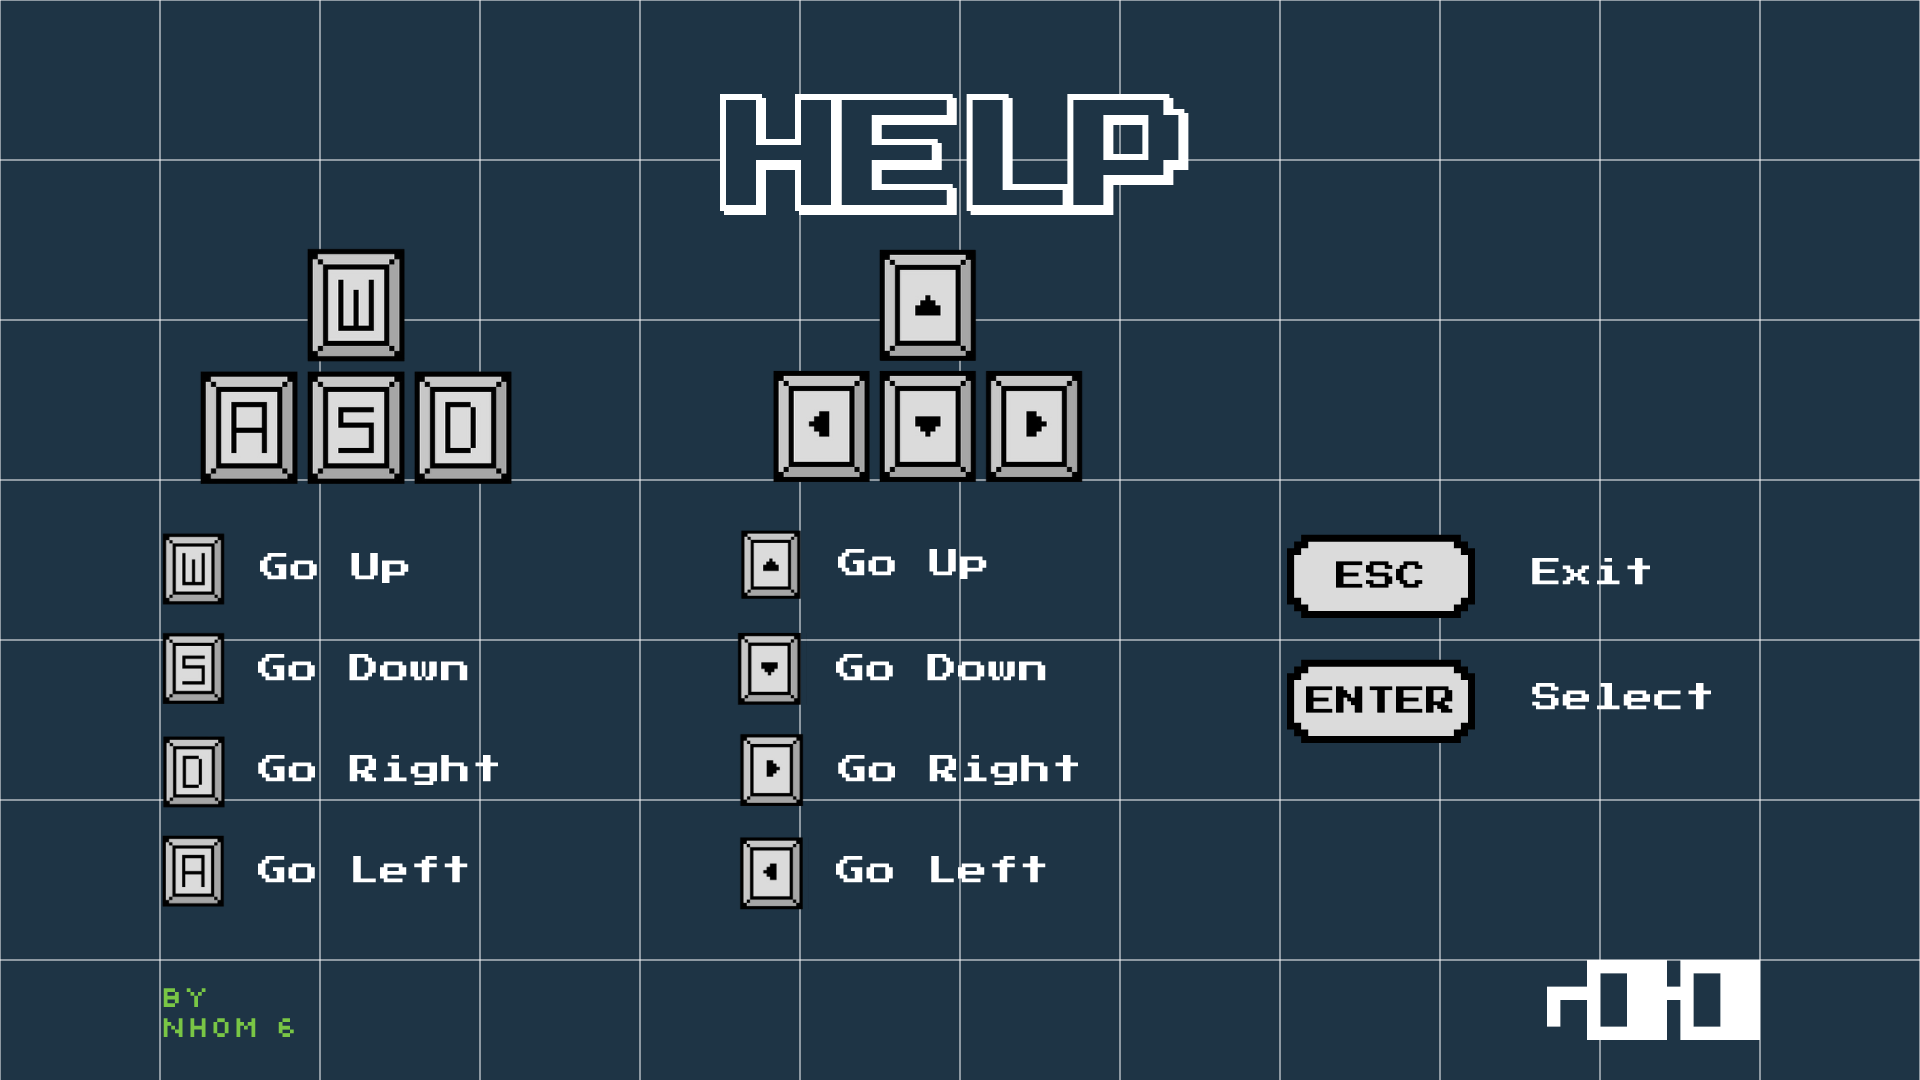 HELP
W
A S D
W Go Up
S Go Down
D Go Right
A Go Left
Go Up
Go Down
Go Right
Go Left
ESC Exit
ENTER Select
BY
NHOM 6